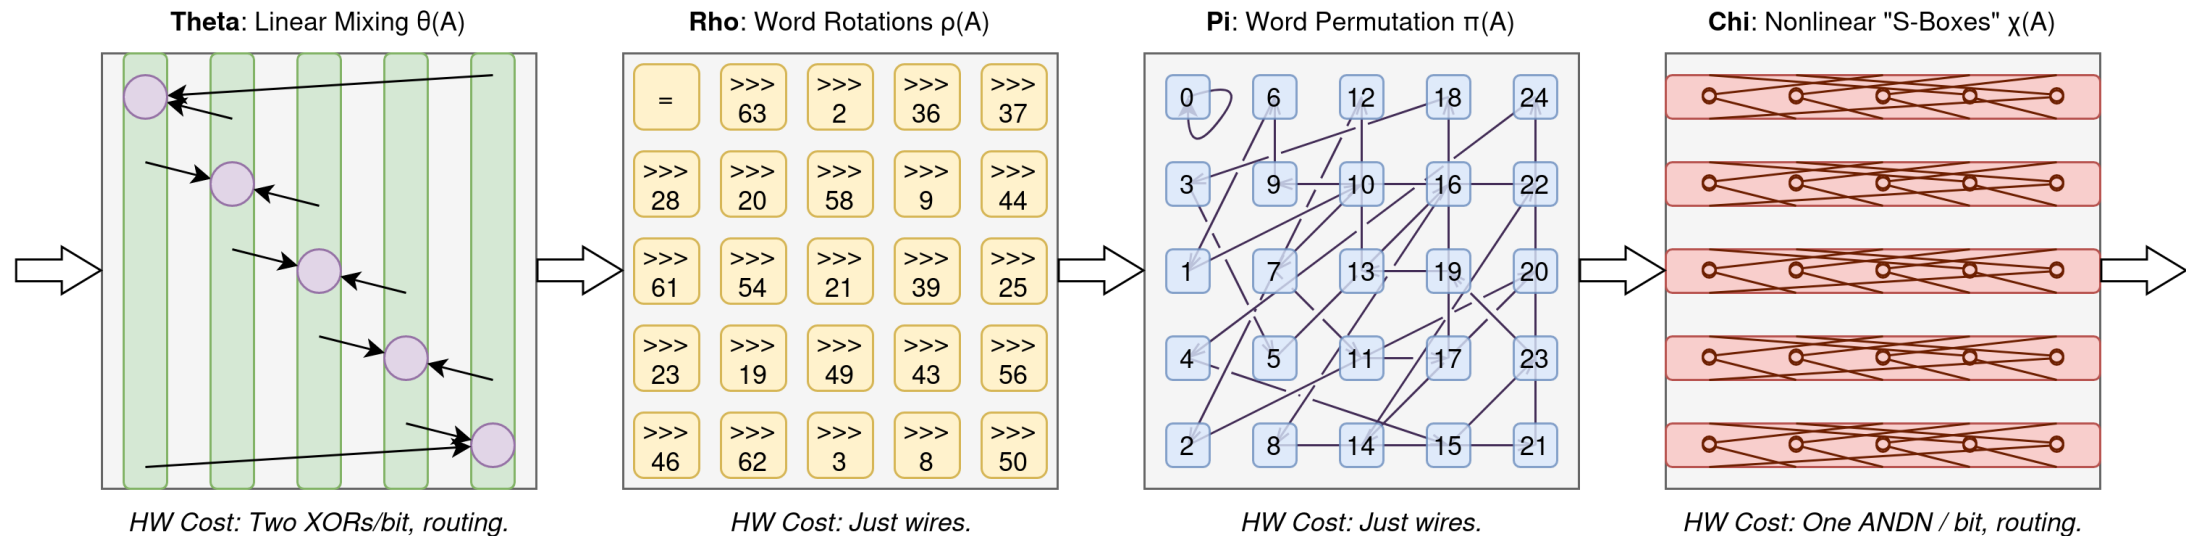 Theta: Linear Mixing θ(A)
Rho: Word Rotations ρ(A)
Pi: Word Permutation π(A)
Chi: Nonlinear "S-Boxes" χ(A)
=
>>> 63
>>> 2
>>> 36
>>> 37
>>> 28
>>> 20
>>> 58
>>> 9
>>> 44
>>> 61
>>> 54
>>> 21
>>> 39
>>> 25
>>> 23
>>> 19
>>> 49
>>> 43
>>> 56
>>> 46
>>> 62
>>> 3
>>> 8
>>> 50
0 6 12 18 24
3 9 10 16 22
1 7 13 19 20
4 5 11 17 23
2 8 14 15 21
HW Cost: Two XORs/bit, routing.
HW Cost: Just wires.
HW Cost: Just wires.
HW Cost: One ANDN / bit, routing.